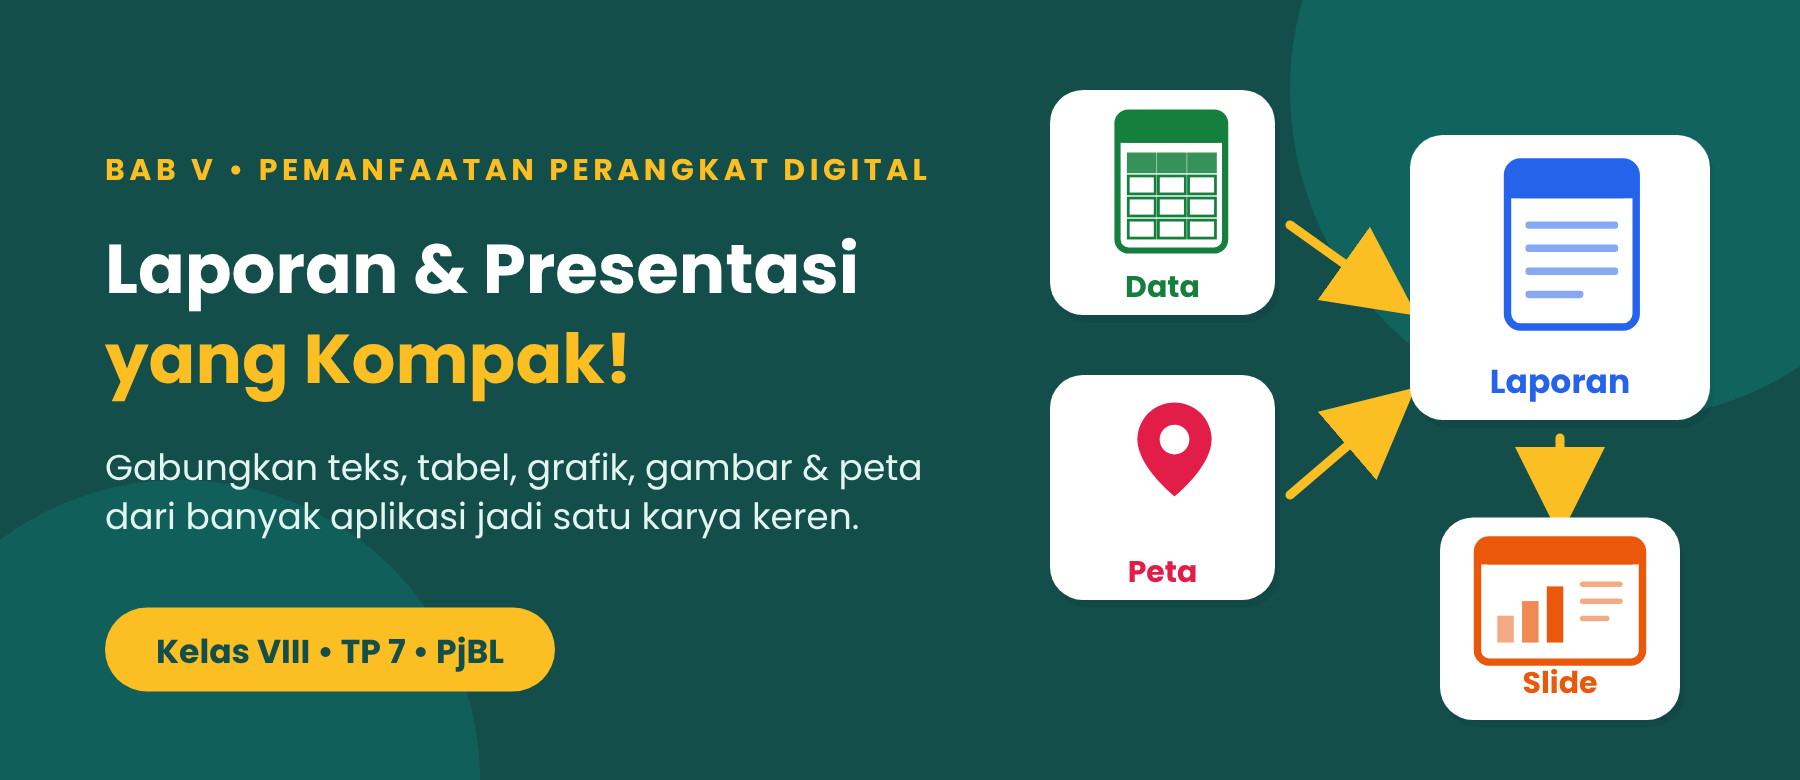 BAB V • PEMANFAATAN PERANGKAT DIGITAL
Laporan & Presentasi
yang Kompak!
Gabungkan teks, tabel, grafik, gambar & peta
dari banyak aplikasi jadi satu karya keren.
Kelas VIII • TP 7 • PjBL
Data
Peta
Laporan
Slide